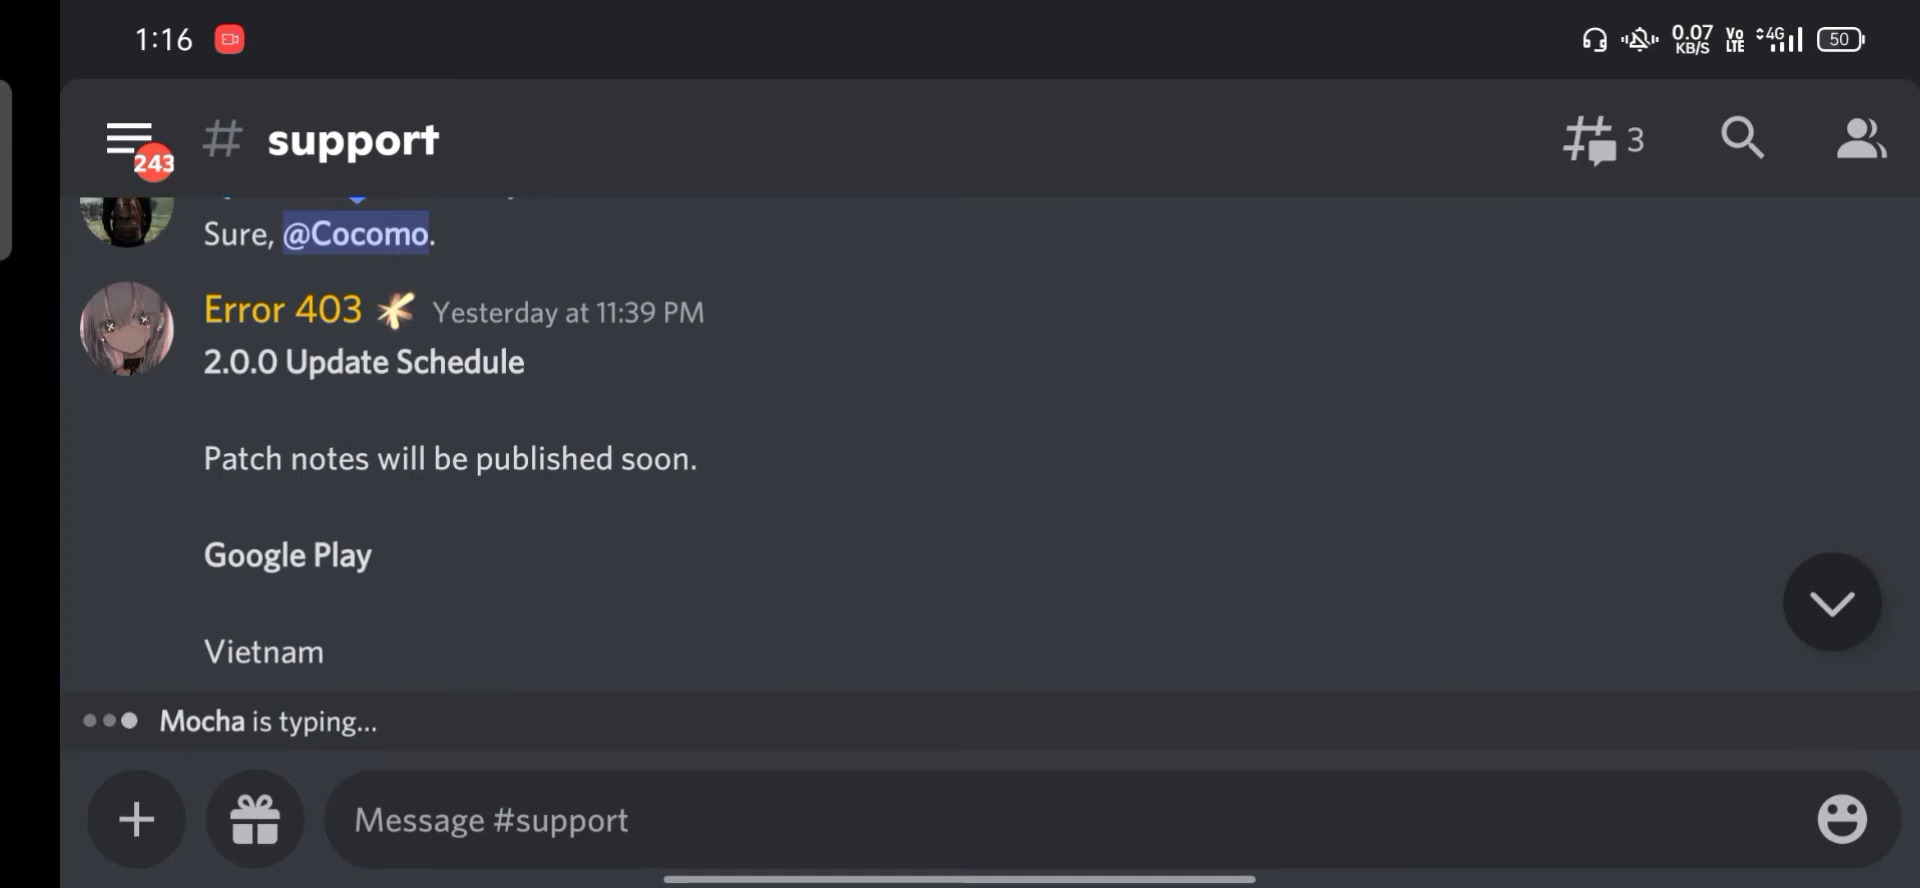 1:16
0.07
KB/S
Vo
LTE
4G
50
243
# support
3
Sure, @Cocomo.
Error 403 Yesterday at 11:39 PM
2.0.0 Update Schedule
Patch notes will be published soon.
Google Play
Vietnam
Mocha is typing...
Message #support